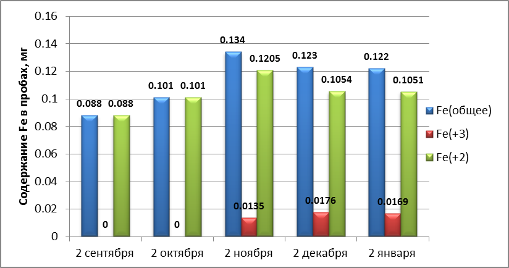 Содержание Fe в пробах, мг
0.16
0.14
0.12
0.1
0.08
0.06
0.04
0.02
0
0.088 0.088 0
0.101 0.101 0
0.134 0.1205 0.0135
0.123 0.1054 0.0176
0.122 0.1051 0.0169
2 сентября 2 октября 2 ноября 2 декабря 2 января
Fe(общее)
Fe(+3)
Fe(+2)